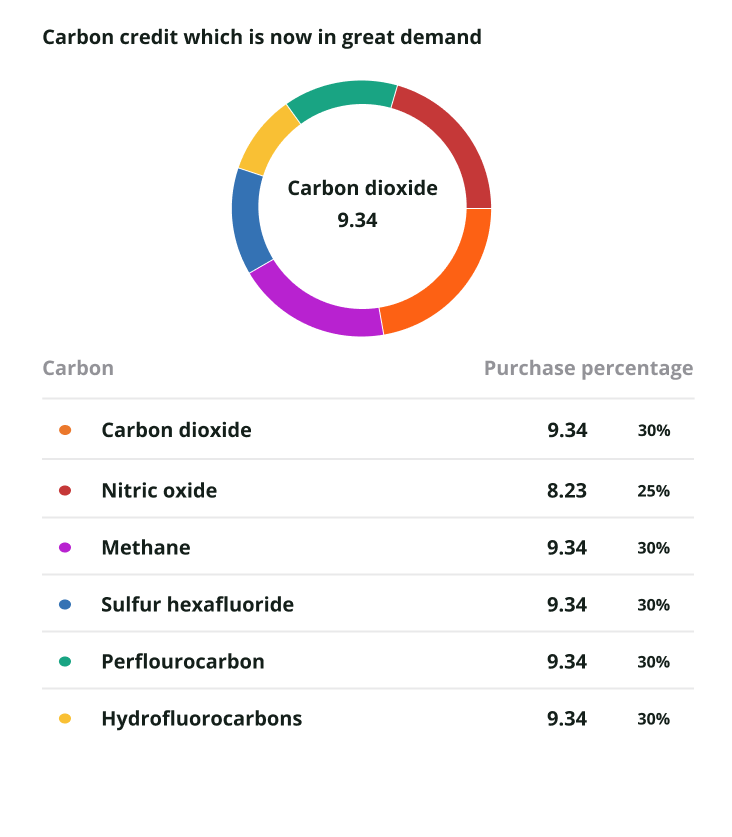 Carbon credit which is now in great demand
Carbon dioxide
9.34
Carbon Purchase percentage
Carbon dioxide 9.34 30%
Nitric oxide 8.23 25%
Methane 9.34 30%
Sulfur hexafluoride 9.34 30%
Perflourocarbon 9.34 30%
Hydrofluorocarbons 9.34 30%